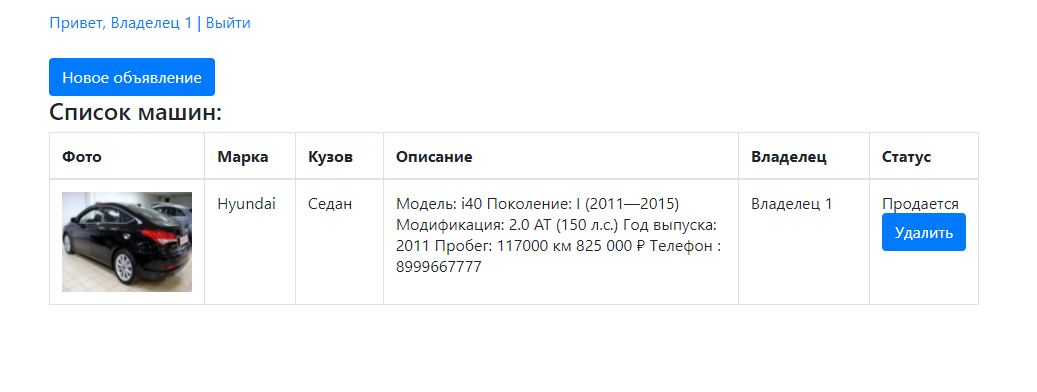 Привет, Владелец 1 | Выйти
Новое объявление
Список машин:
Фото Марка Кузов Описание Владелец Статус
Hyundai Седан Модель: i40 Поколение: I (2011—2015) Владелец 1 Продается
Модификация: 2.0 AT (150 л.с.) Год выпуска:
2011 Пробег: 117000 км 825 000 ₽ Телефон :
8999667777
Удалить